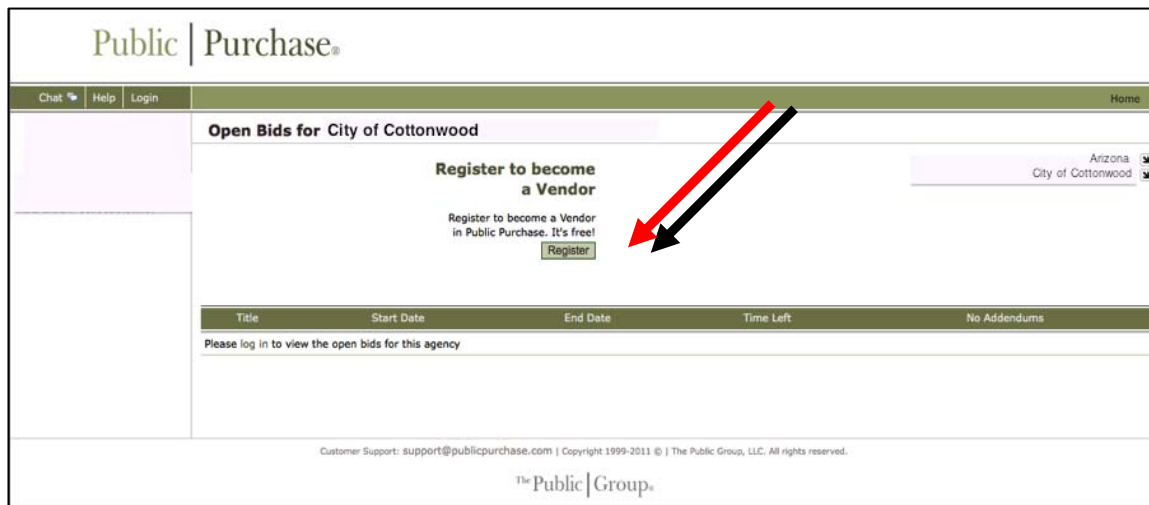 Public | Purchase®
Chat Help Login Home
Open Bids for City of Cottonwood
Arizona
City of Cottonwood
Register to become
a Vendor
Register to become a Vendor
in Public Purchase. It's free!
Register
Title Start Date End Date Time Left No Addendums
Please log in to view the open bids for this agency
Customer Support: support@publicpurchase.com | Copyright 1999-2011 © | The Public Group, LLC. All rights reserved.
The Public | Group®